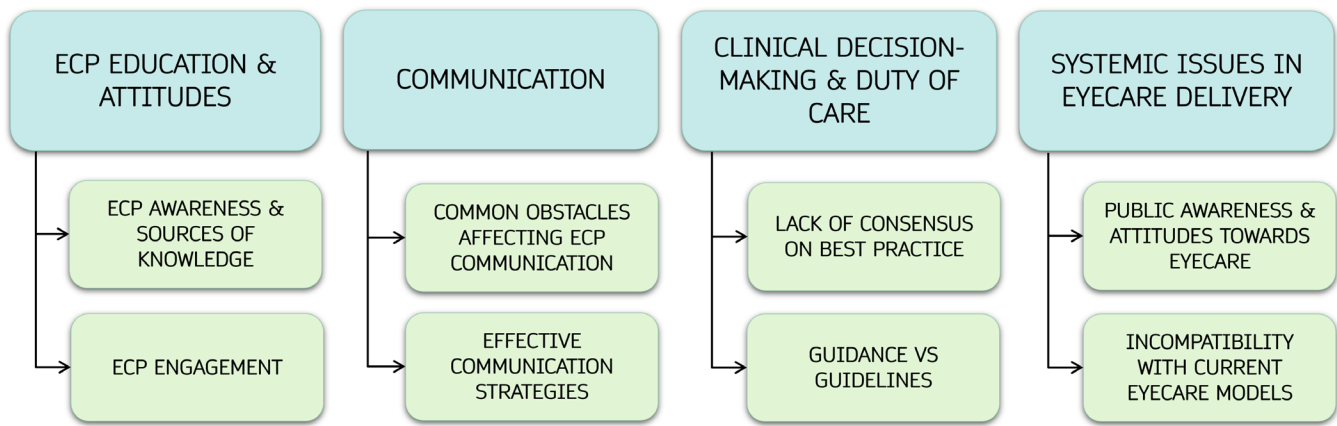 ECP EDUCATION &
ATTITUDES
ECP AWARENESS &
SOURCES OF
KNOWLEDGE
ECP ENGAGEMENT
COMMUNICATION
COMMON OBSTACLES
AFFECTING ECP
COMMUNICATION
EFFECTIVE
COMMUNICATION
STRATEGIES
CLINICAL DECISION-
MAKING & DUTY OF
CARE
LACK OF CONSENSUS
ON BEST PRACTICE
GUIDANCE VS
GUIDELINES
SYSTEMIC ISSUES IN
EYECARE DELIVERY
PUBLIC AWARENESS &
ATTITUDES TOWARDS
EYECARE
INCOMPATIBILITY
WITH CURRENT
EYECARE MODELS